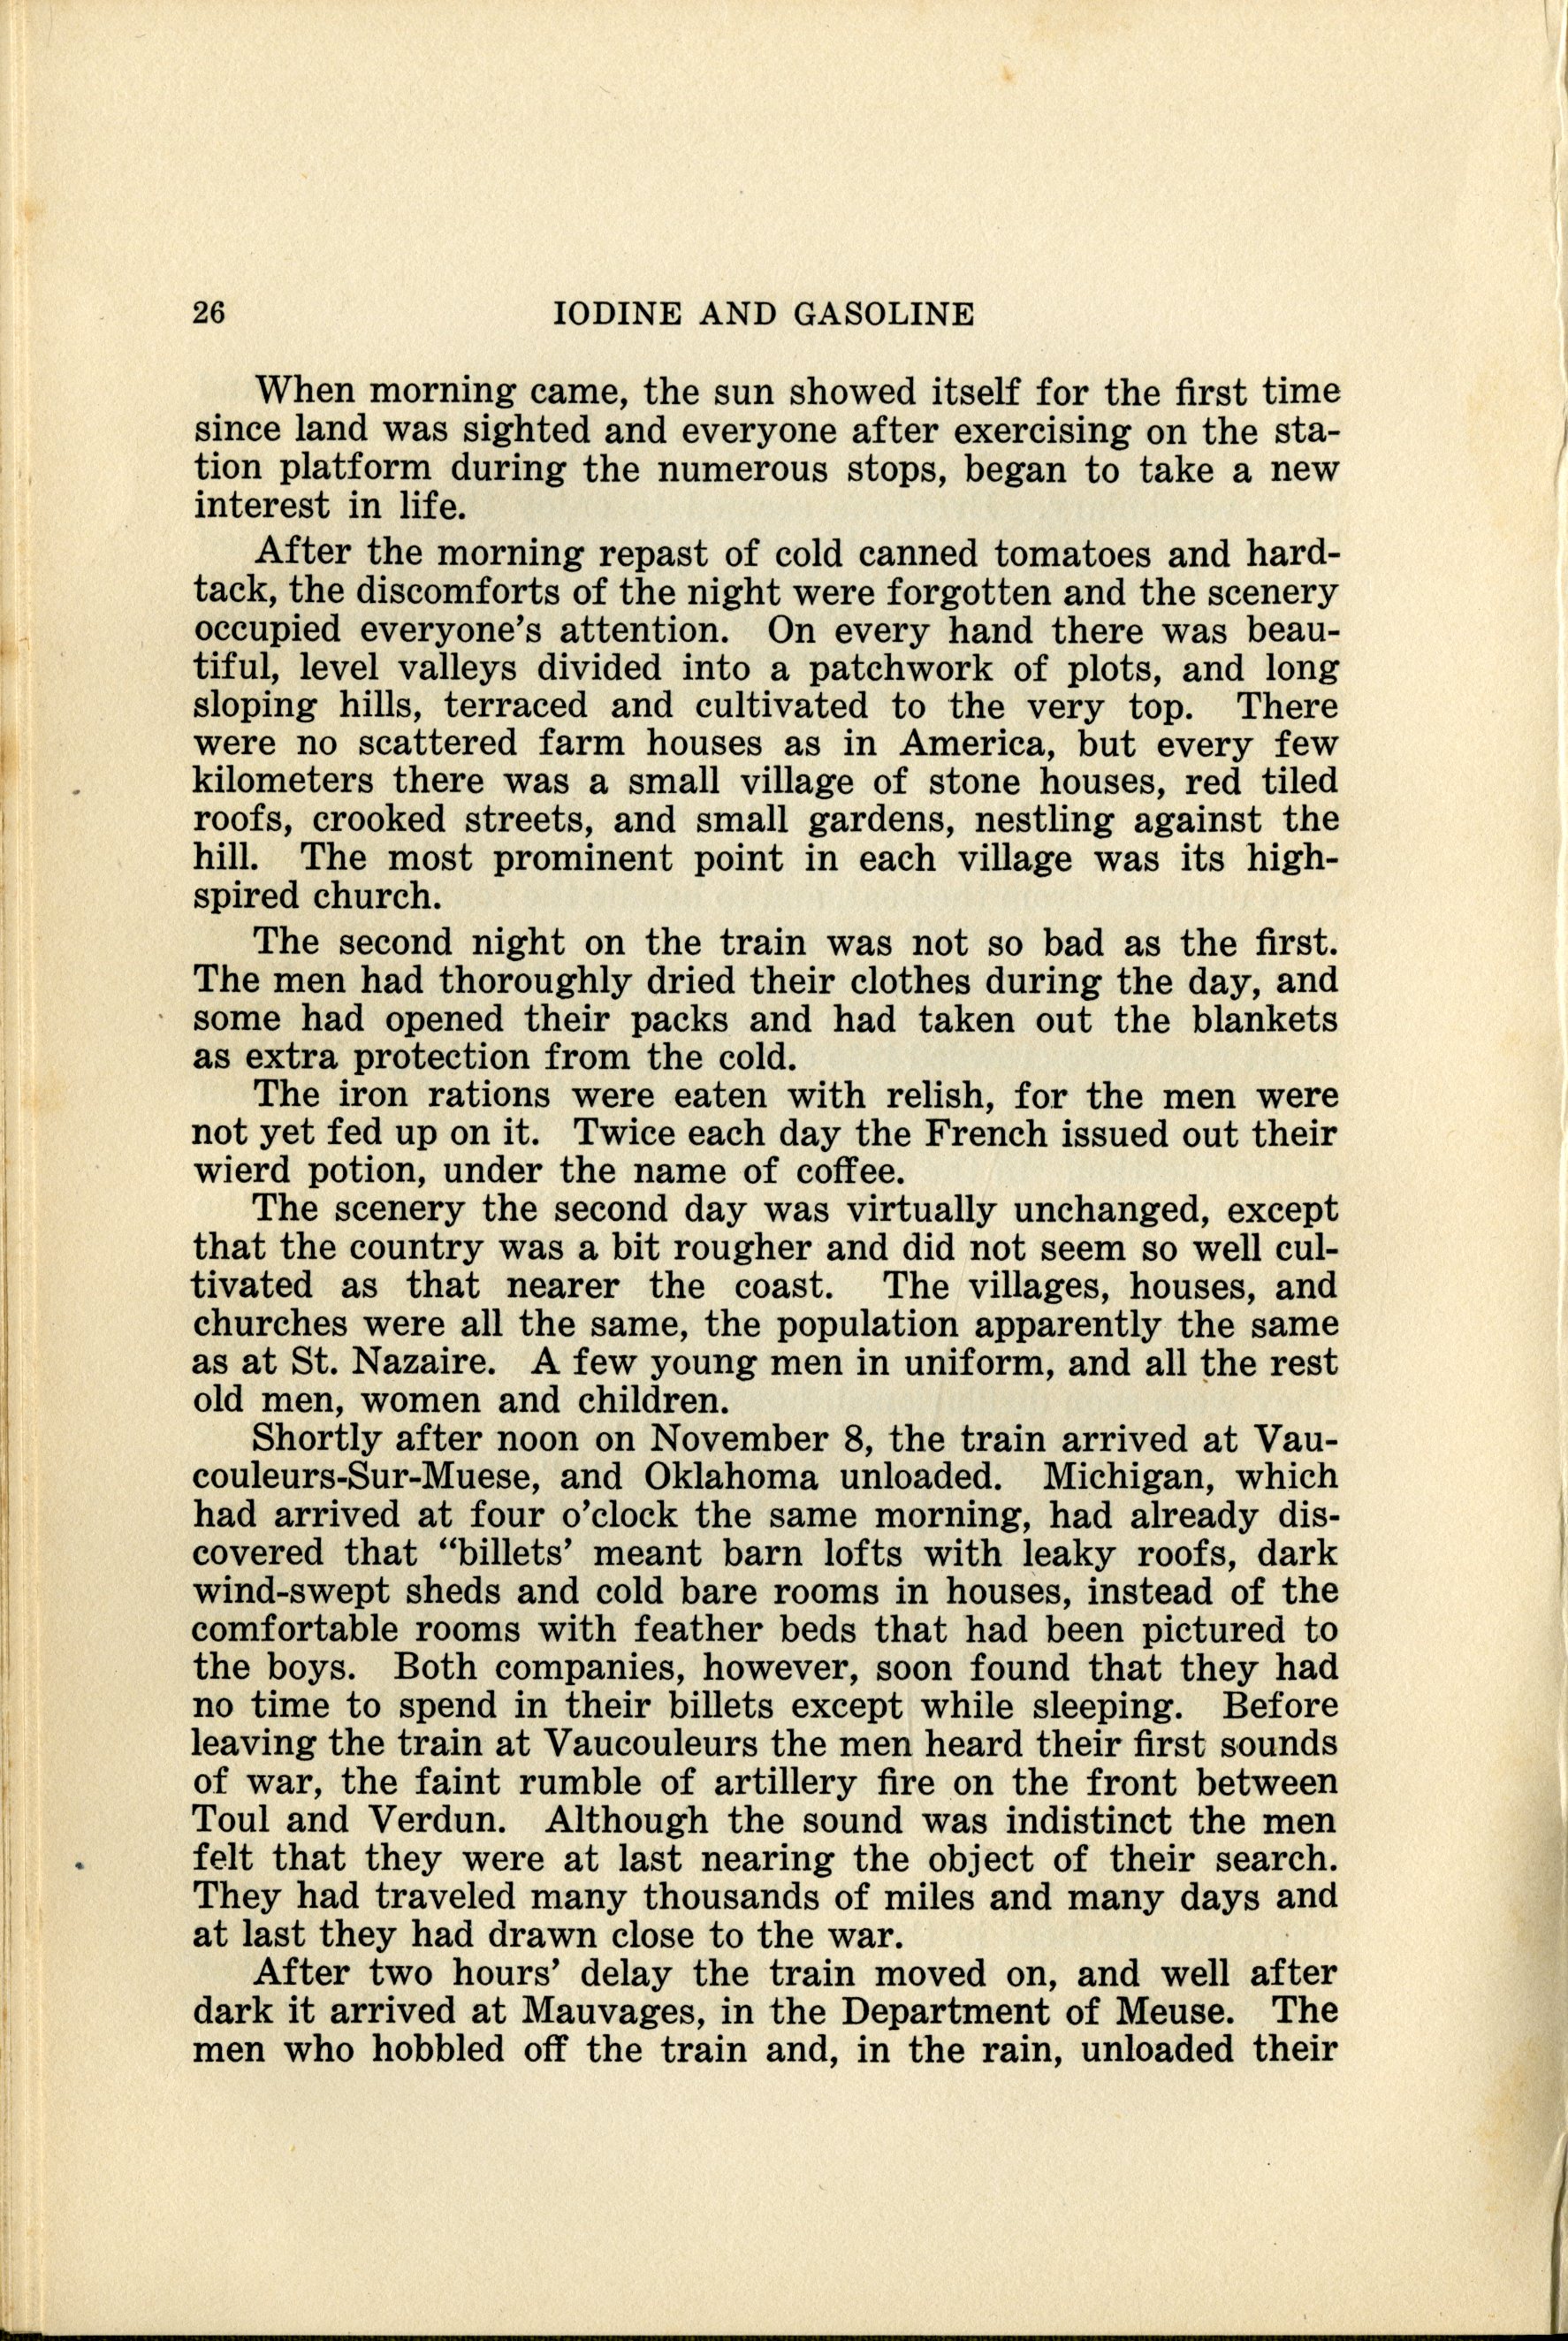 26 IODINE AND GASOLINE
When morning came, the sun showed itself for the first time
since land was sighted and everyone after exercising on the sta-
tion platform during the numerous stops, began to take a new
interest in life.
After the morning repast of cold canned tomatoes and hard-
tack, the discomforts of the night were forgotten and the scenery
occupied everyone's attention. On every hand there was beau-
tiful, level valleys divided into a patchwork of plots, and long
sloping hills, terraced and cultivated to the very top. There
were no scattered farm houses as in America, but every few
kilometers there was a small village of stone houses, red tiled
roofs, crooked streets, and small gardens, nestling against the
hill. The most prominent point in each village was its high-
spired church.
The second night on the train was not so bad as the first.
The men had thoroughly dried their clothes during the day, and
some had opened their packs and had taken out the blankets
as extra protection from the cold.
The iron rations were eaten with relish, for the men were
not yet fed up on it. Twice each day the French issued out their
wierd potion, under the name of coffee.
The scenery the second day was virtually unchanged, except
that the country was a bit rougher and did not seem so well cul-
tivated as that nearer the coast. The villages, houses, and
churches were all the same, the population apparently the same
as at St. Nazaire. A few young men in uniform, and all the rest
old men, women and children.
Shortly after noon on November 8, the train arrived at Vau-
couleurs-Sur-Muese, and Oklahoma unloaded. Michigan, which
had arrived at four o'clock the same morning, had already dis-
covered that "billets' meant barn lofts with leaky roofs, dark
wind-swept sheds and cold bare rooms in houses, instead of the
comfortable rooms with feather beds that had been pictured to
the boys. Both companies, however, soon found that they had
no time to spend in their billets except while sleeping. Before
leaving the train at Vaucouleurs the men heard their first sounds
of war, the faint rumble of artillery fire on the front between
Toul and Verdun. Although the sound was indistinct the men
felt that they were at last nearing the object of their search.
They had traveled many thousands of miles and many days and
at last they had drawn close to the war.
After two hours' delay the train moved on, and well after
dark it arrived at Mauvages, in the Department of Meuse. The
men who hobbled off the train and, in the rain, unloaded their